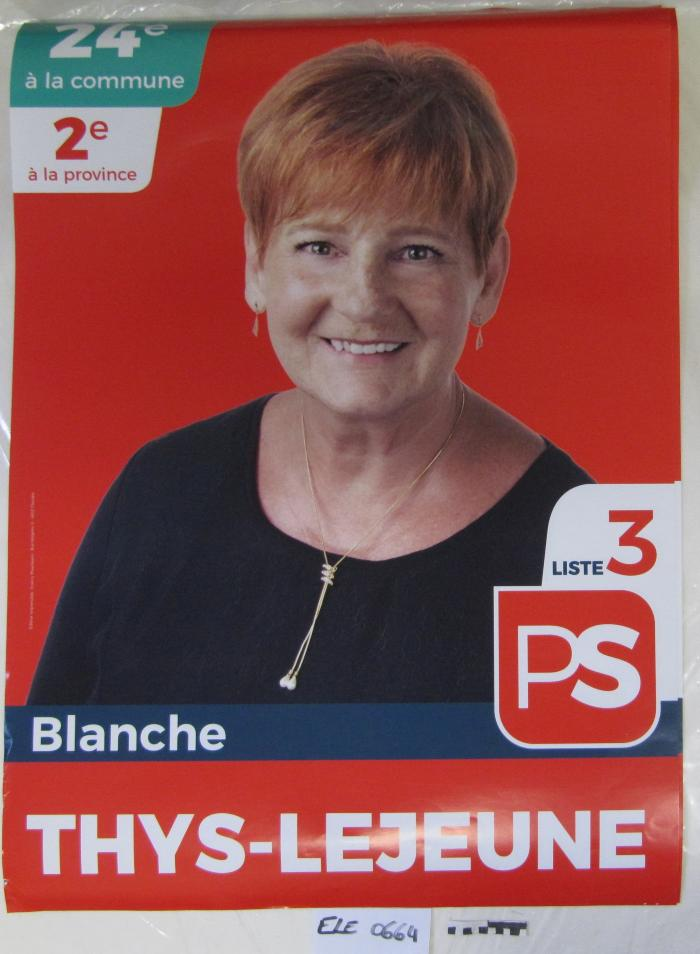 24e
à la commune
2e
à la province
LISTE 3
PS
Blanche
THYS-LEJEUNE
ELE 0664